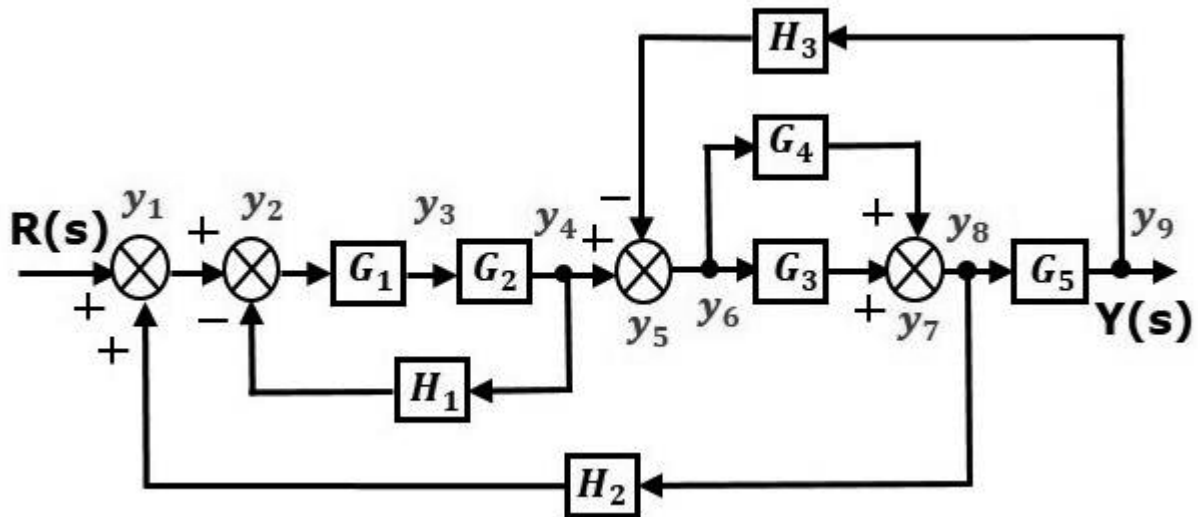 H₃
G₄
y₁ y₂ y₃ y₄ − + y₈ y₉
R(s) + +
G₁ G₂ G₃ G₅
+ − y₅ y₆ + y₇ Y(s)
+
H₁
H₂